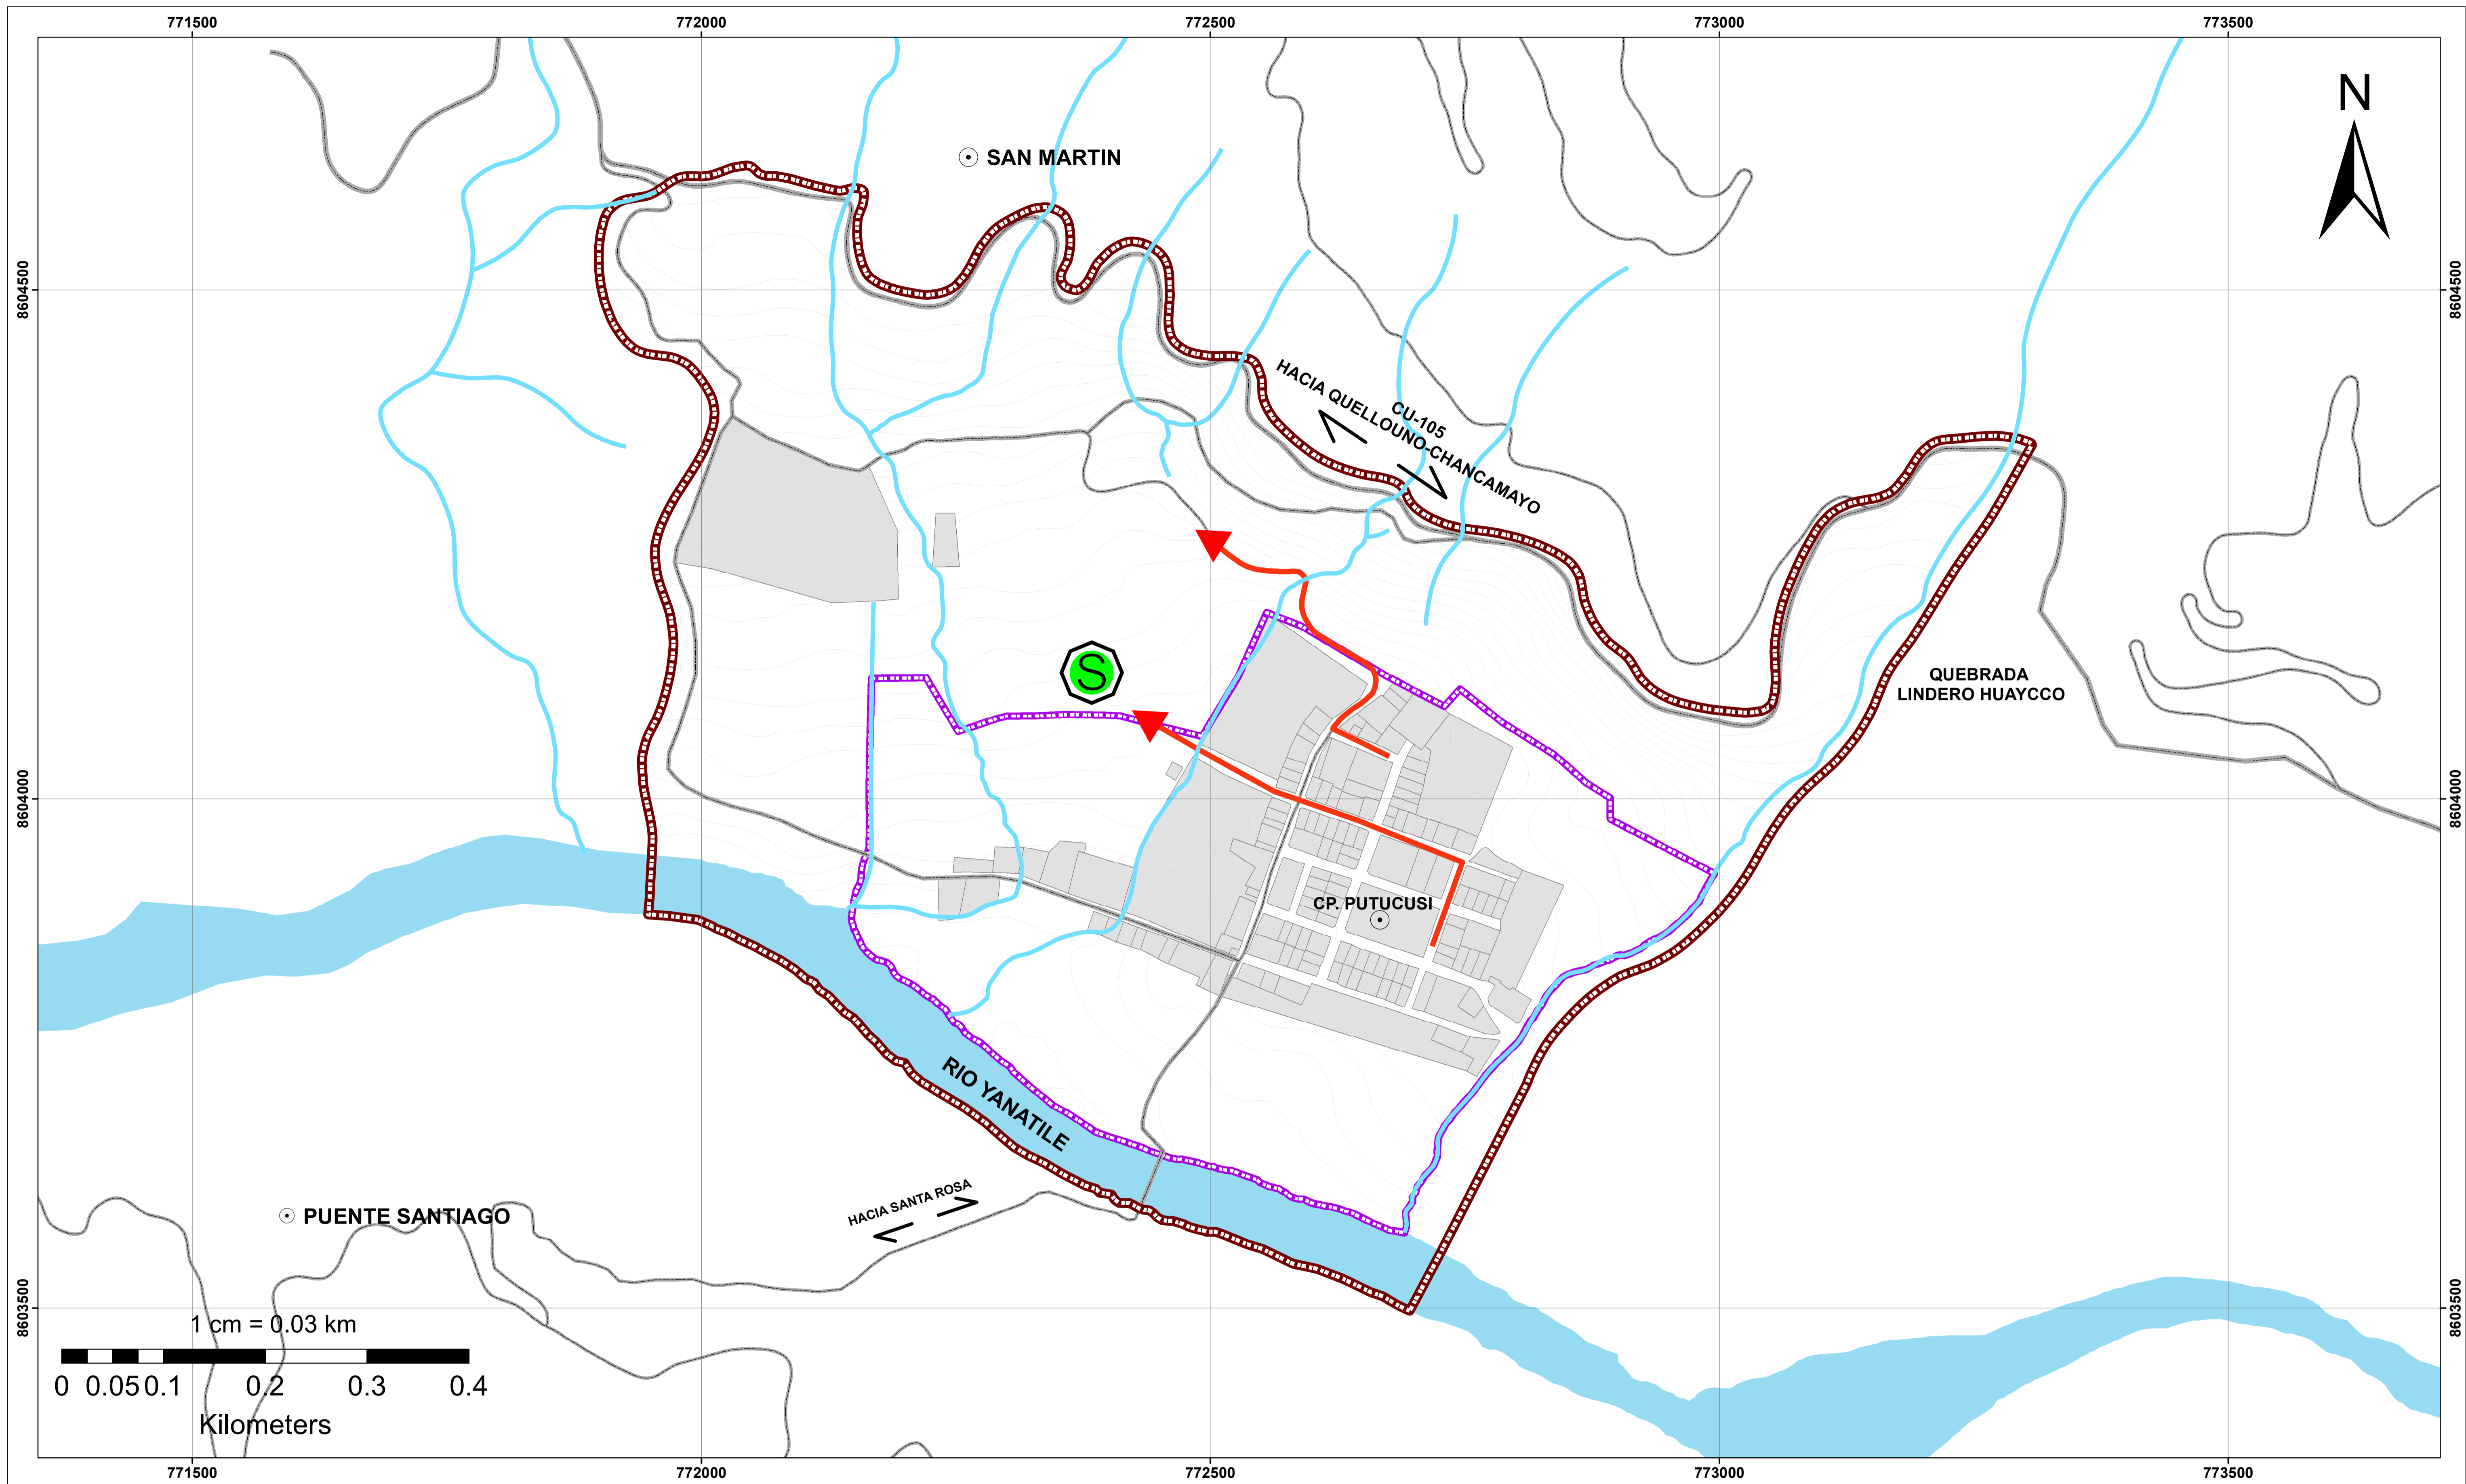 771500 772000 772500 773000 773500
N
SAN MARTIN
8604500 8604500
HACIA QUELLOUNO-CHANCAMAYO
CU-105
S
QUEBRADA
LINDERO HUAYCCO
8604000 8604000
CP. PUTUCUSI
RIO YANATILE
HACIA SANTA ROSA
PUENTE SANTIAGO
8603500 8603500
1 cm = 0.03 km
0 0.05 0.1 0.2 0.3 0.4
Kilometers
771500 772000 772500 773000 773500